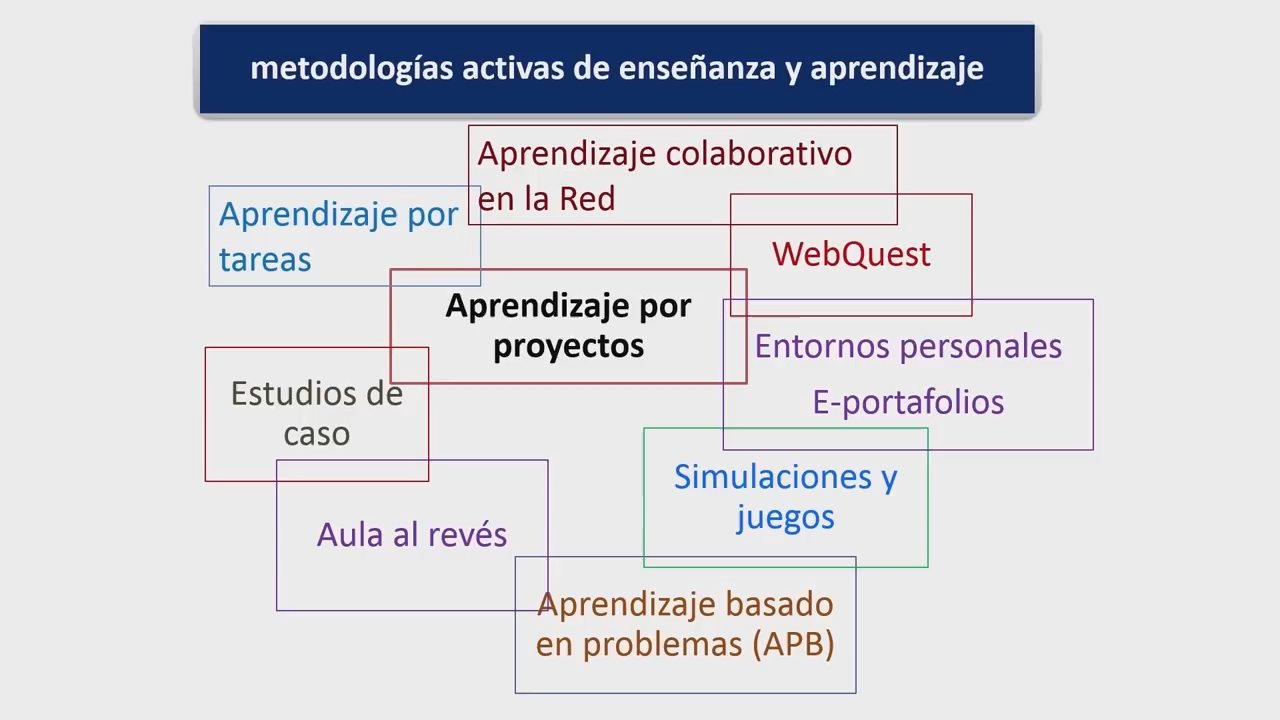 metodologías activas de enseñanza y aprendizaje
Aprendizaje colaborativo
en la Red
Aprendizaje por
tareas
WebQuest
Aprendizaje por
proyectos
Entornos personales
E-portafolios
Estudios de
caso
Simulaciones y
juegos
Aula al revés
Aprendizaje basado
en problemas (APB)